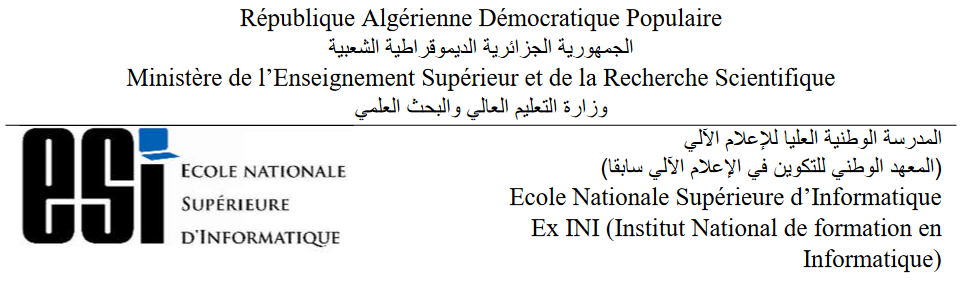 République Algérienne Démocratique Populaire
الجمهورية الجزائرية الديموقراطية الشعبية
Ministère de l’Enseignement Supérieur et de la Recherche Scientifique
وزارة التعليم العالي والبحث العلمي
esi
ECOLE NATIONALE
SUPÉRIEURE
D’INFORMATIQUE
المدرسة الوطنية العليا للإعلام الآلي
(المعهد الوطني للتكوين في الإعلام الآلي سابقا)
Ecole Nationale Supérieure d’Informatique
Ex INI (Institut National de formation en
Informatique)